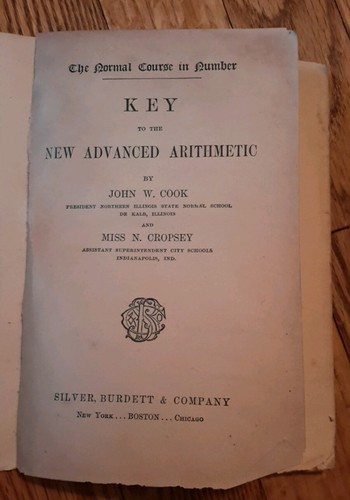 The Normal Course in Number
KEY
TO THE
NEW ADVANCED ARITHMETIC
BY
JOHN W. COOK
PRESIDENT NORTHERN ILLINOIS STATE NORMAL SCHOOL
DE KALB, ILLINOIS
AND
MISS N. CROPSEY
ASSISTANT SUPERINTENDENT CITY SCHOOLS
INDIANAPOLIS, IND.
SILVER, BURDETT & COMPANY
NEW YORK ... BOSTON ... CHICAGO